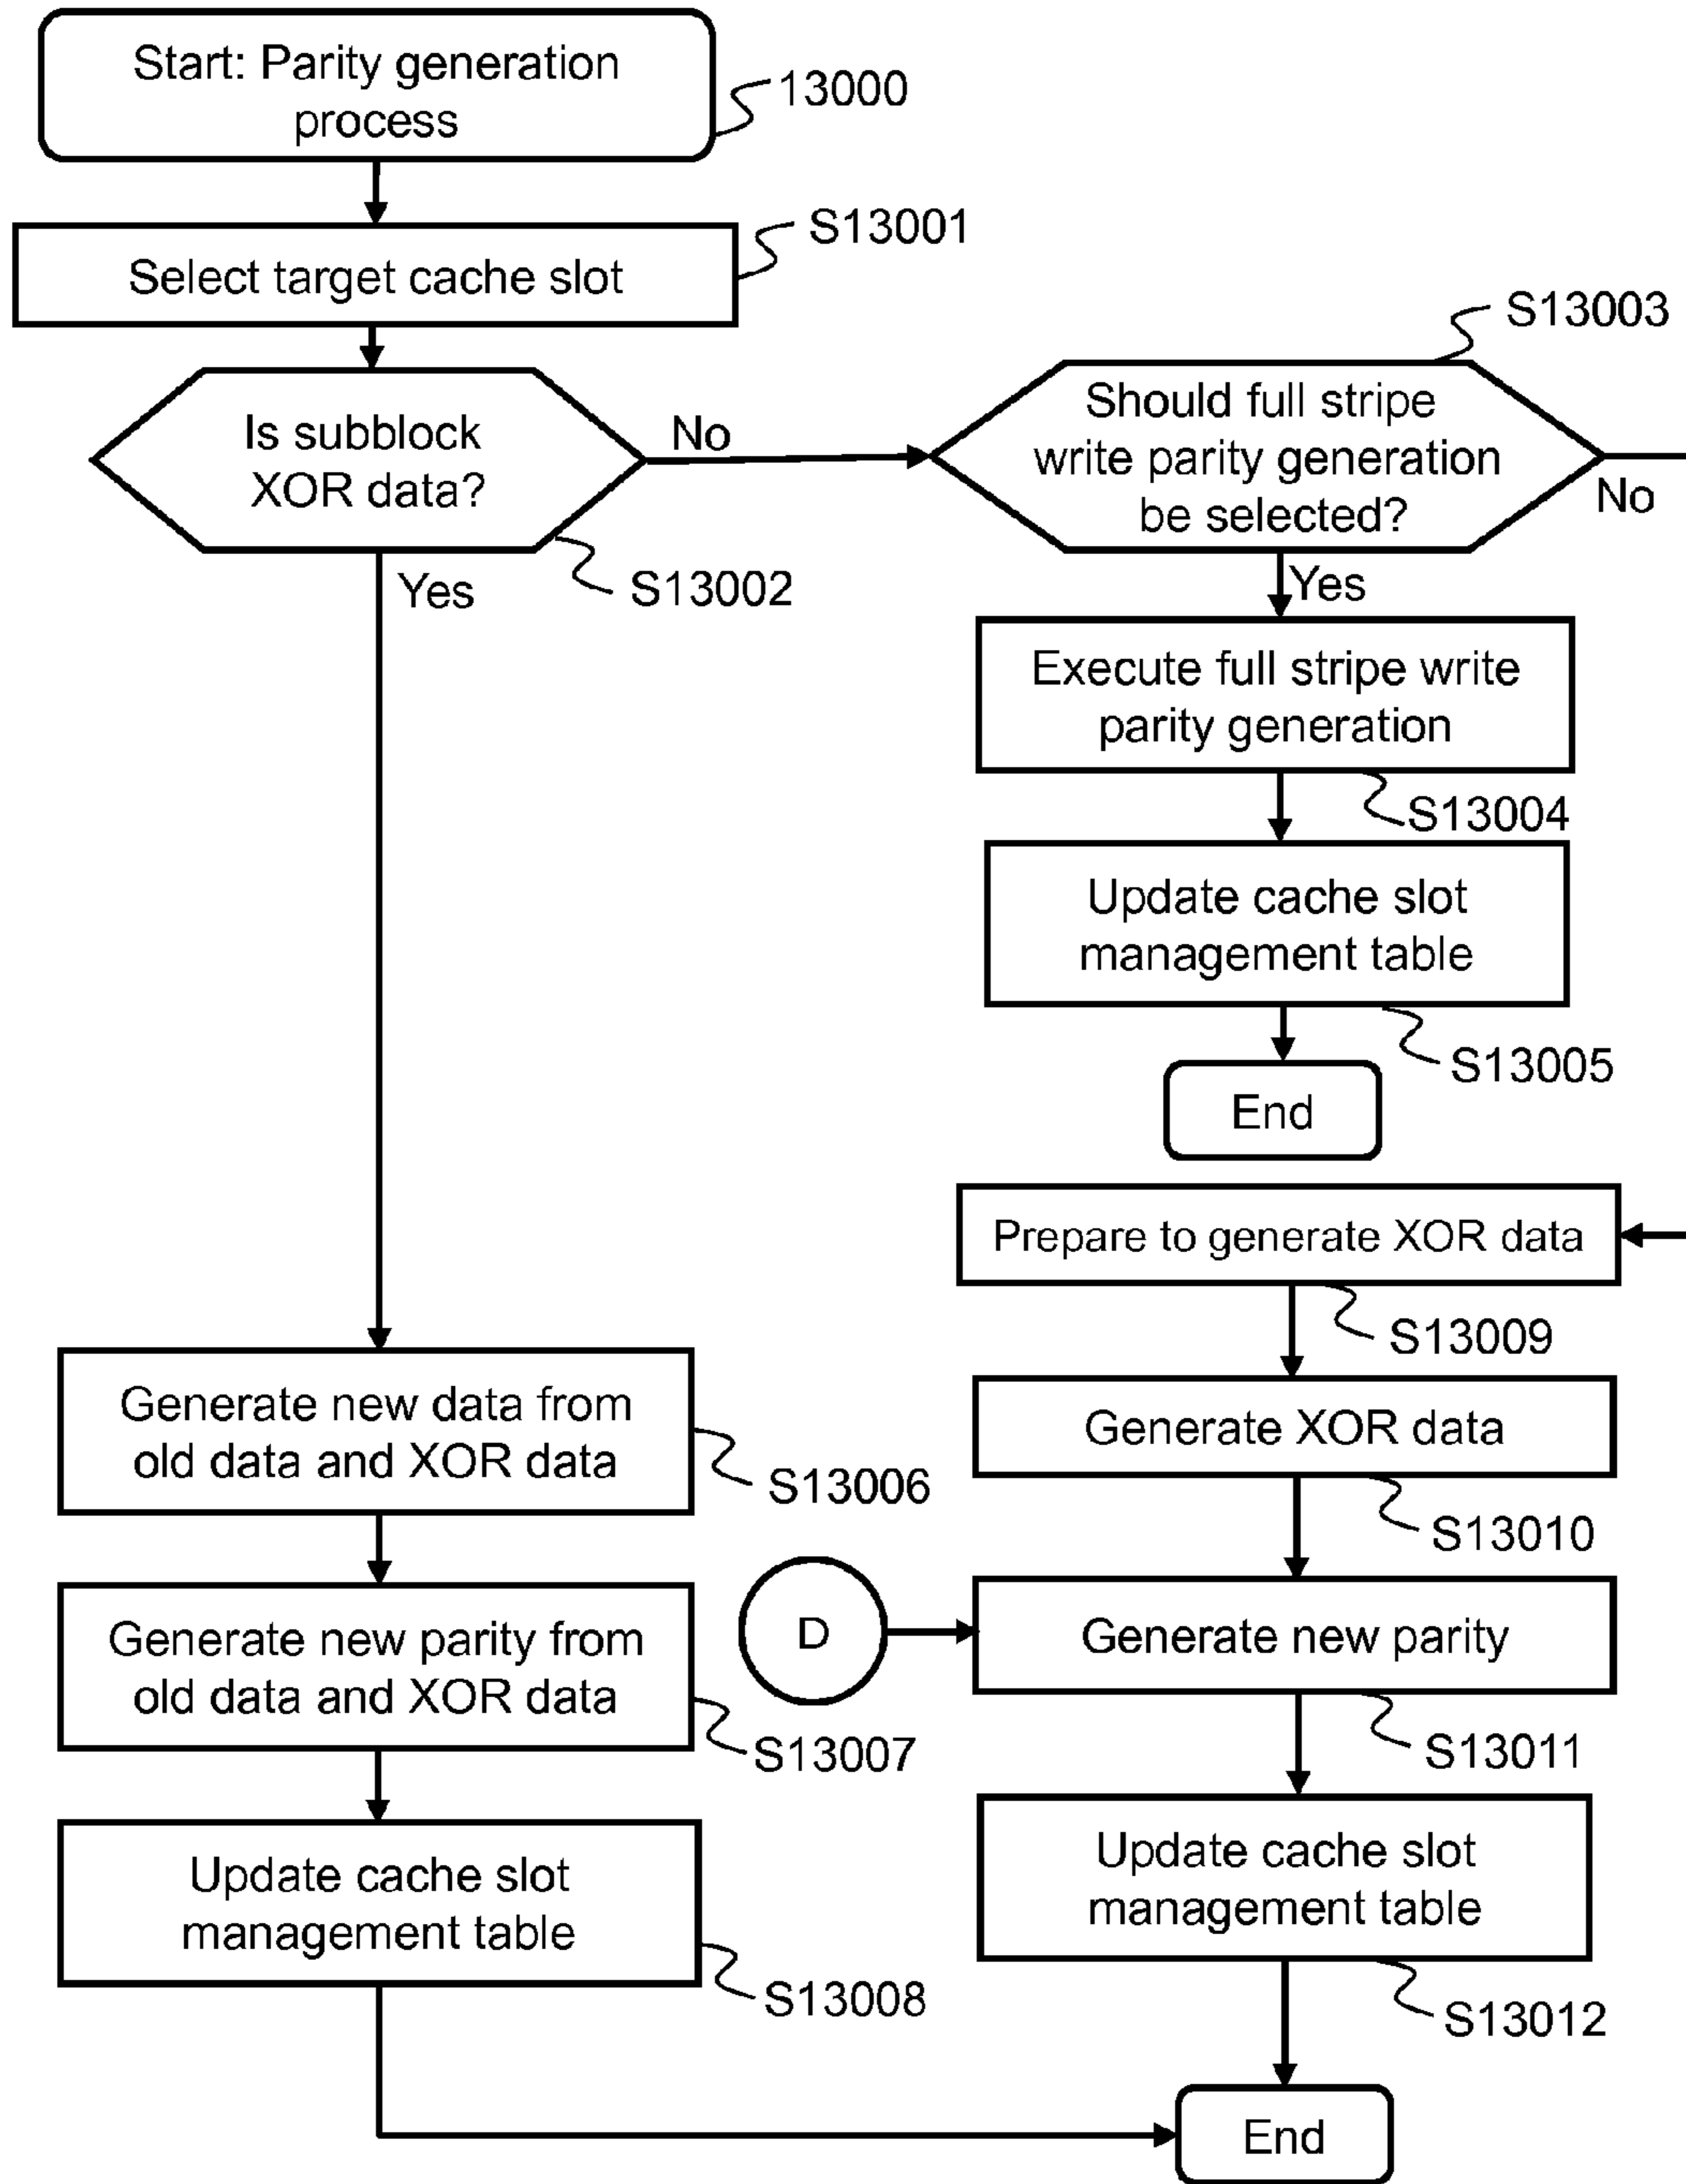 Start: Parity generation
process
13000
Select target cache slot
S13001
Is subblock
XOR data?
S13002
No
Yes
Should full stripe
write parity generation
be selected?
S13003
No
Yes
Execute full stripe write
parity generation
S13004
Update cache slot
management table
S13005
End
Prepare to generate XOR data
S13009
Generate XOR data
S13010
D
Generate new parity
S13011
Update cache slot
management table
S13012
Generate new data from
old data and XOR data
S13006
Generate new parity from
old data and XOR data
S13007
Update cache slot
management table
S13008
End